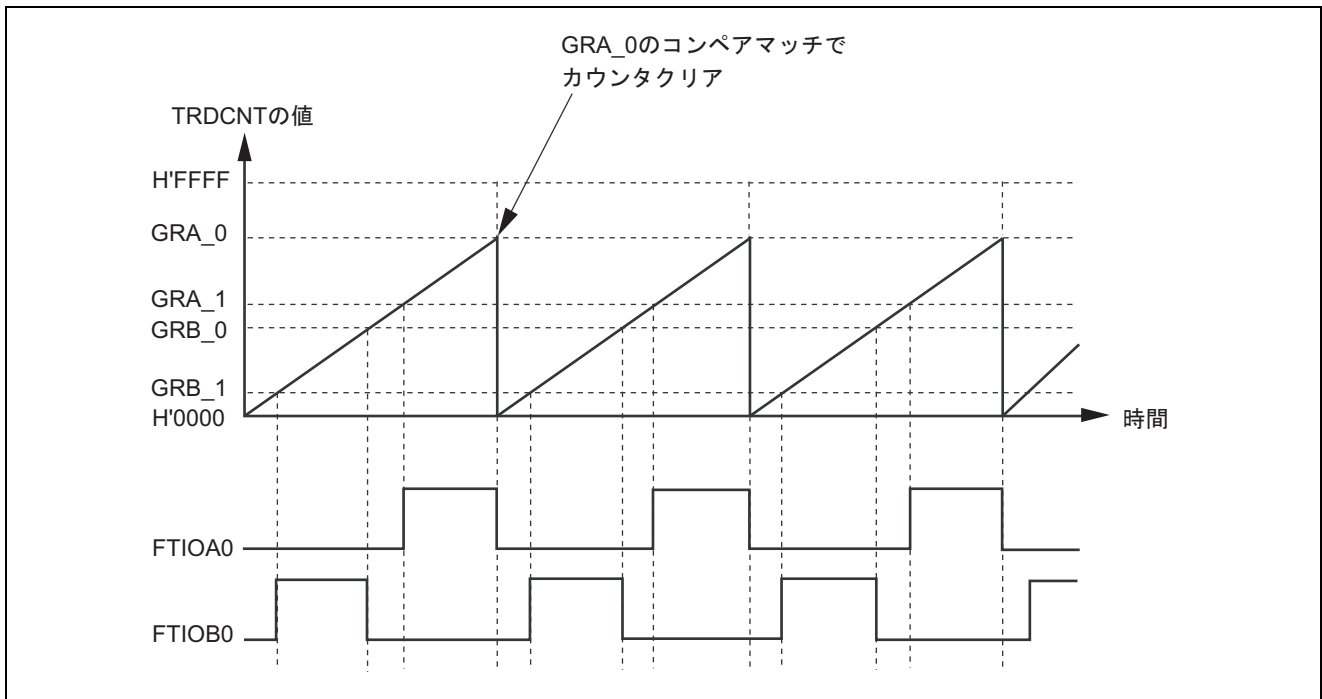 GRA_0のコンペアマッチで
カウンタクリア
TRDCNTの値
H'FFFF
GRA_0
GRA_1
GRB_0
GRB_1
H'0000
時間
FTIOA0
FTIOB0